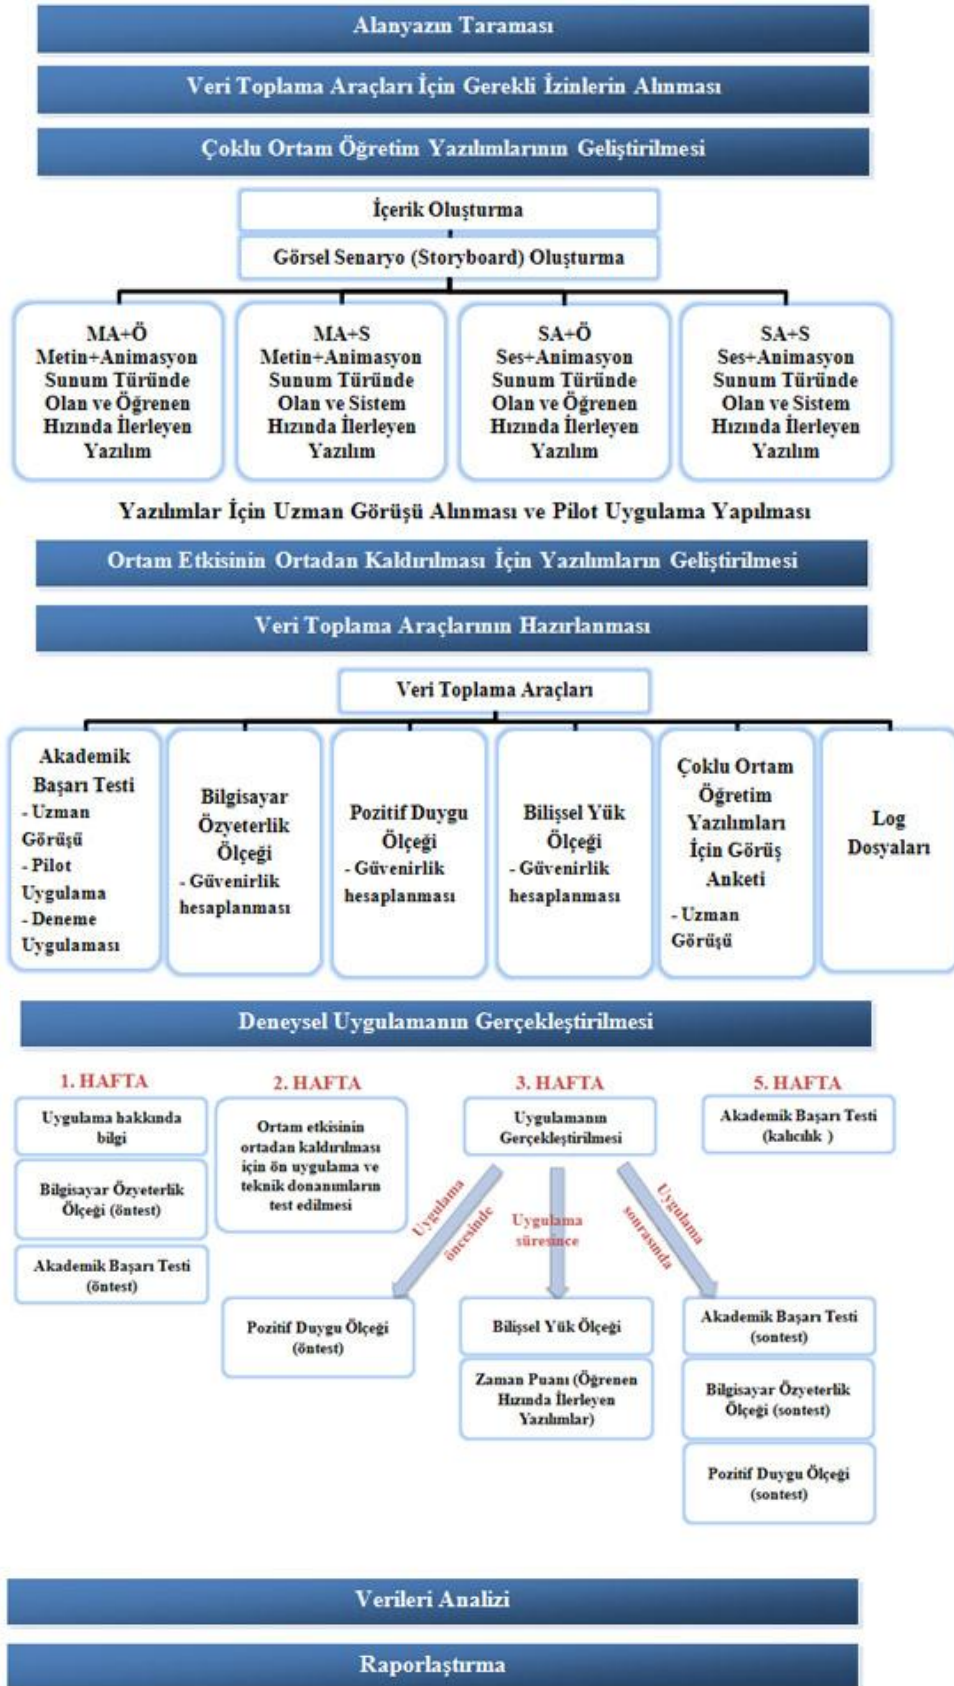 Alanyazın Taraması
Veri Toplama Araçları İçin Gerekli İzinlerin Alınması
Çoklu Ortam Öğretim Yazılımlarının Geliştirilmesi
İçerik Oluşturma
Görsel Senaryo (Storyboard) Oluşturma
MA+Ö
Metin+Animasyon
Sunum Türünde
Olan ve Öğrenen
Hızında İlerleyen
Yazılım
MA+S
Metin+Animasyon
Sunum Türünde
Olan ve Sistem
Hızında İlerleyen
Yazılım
SA+Ö
Ses+Animasyon
Sunum Türünde
Olan ve Öğrenen
Hızında İlerleyen
Yazılım
SA+S
Ses+Animasyon
Sunum Türünde
Olan ve Sistem
Hızında İlerleyen
Yazılım
Yazılımlar İçin Uzman Görüşü Alınması ve Pilot Uygulama Yapılması
Ortam Etkisinin Ortadan Kaldırılması İçin Yazılımların Geliştirilmesi
Veri Toplama Araçlarının Hazırlanması
Veri Toplama Araçları
Akademik
Başarı Testi
- Uzman
Görüşü
- Pilot
Uygulama
- Deneme
Uygulaması
Bilgisayar
Özyeterlik
Ölçeği
- Güvenirlik
hesaplanması
Pozitif Duygu
Ölçeği
- Güvenirlik
hesaplanması
Bilişsel Yük
Ölçeği
- Güvenirlik
hesaplanması
Çoklu Ortam
Öğretim
Yazılımları
İçin Görüş
Anketi
- Uzman
Görüşü
Log
Dosyaları
Deneysel Uygulamanın Gerçekleştirilmesi
1. HAFTA
Uygulama hakkında
bilgi
Bilgisayar Özyeterlik
Ölçeği (öntest)
Akademik Başarı Testi
(öntest)
2. HAFTA
Ortam etkisinin
ortadan kaldırılması
için ön uygulama ve
teknik donanımların
test edilmesi
3. HAFTA
Uygulamanın
Gerçekleştirilmesi
Uygulama
öncesinde
Uygulama
süresince
Uygulama
sonrasında
Pozitif Duygu Ölçeği
(öntest)
Bilişsel Yük Ölçeği
Zaman Puanı (Öğrenen
Hızında İlerleyen
Yazılımlar)
Akademik Başarı Testi
(sontest)
Bilgisayar Özyeterlik
Ölçeği (sontest)
Pozitif Duygu Ölçeği
(sontest)
5. HAFTA
Akademik Başarı Testi
(kalıcılık )
Verileri Analizi
Raporlaştırma